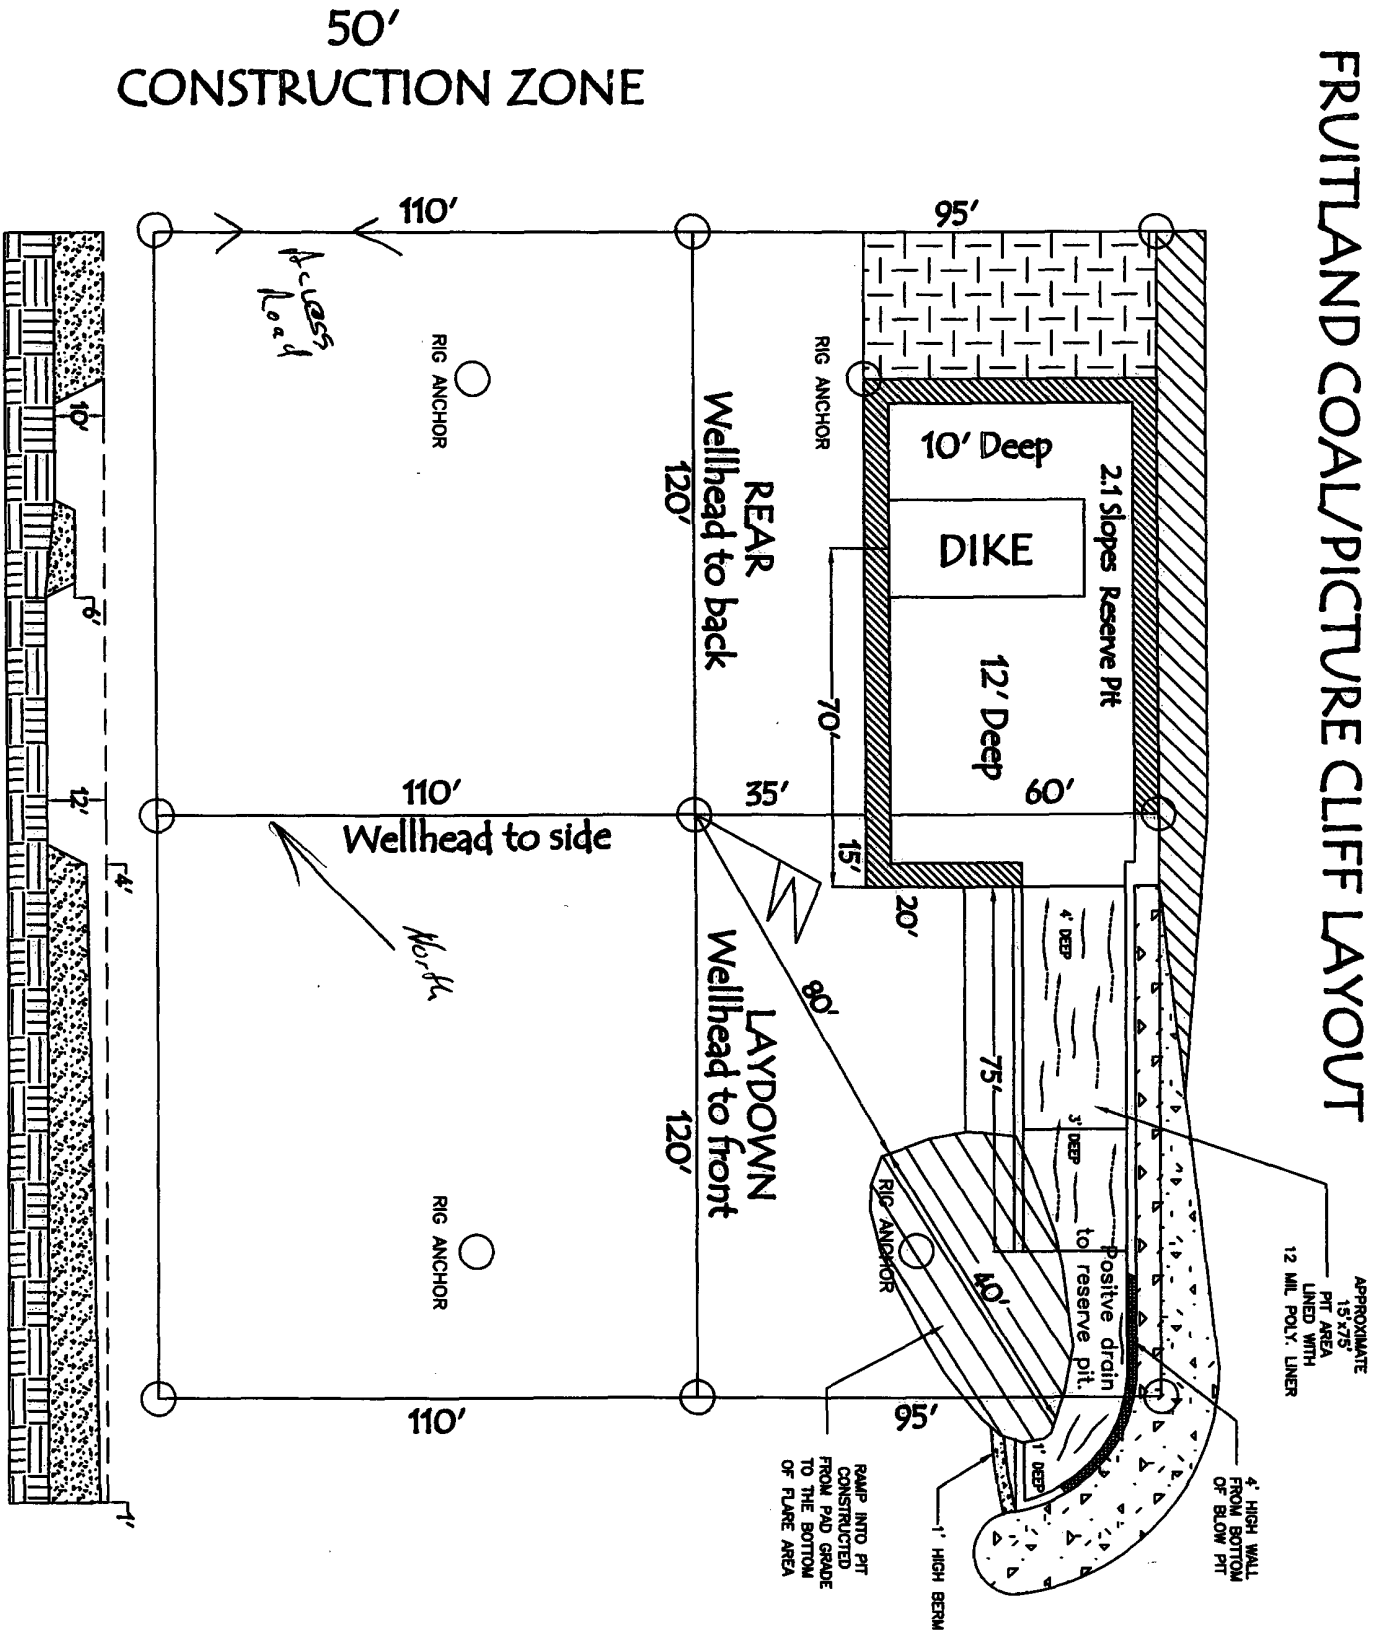 FRUITLAND COAL/PICTURE CLIFF LAYOUT
50'
CONSTRUCTION ZONE
110'
95'
Access
Road
RIG ANCHOR
RIG ANCHOR
10' Deep
2.1 Slopes Reserve Pit
DIKE
12' Deep
REAR
Wellhead to back
120'
70'
15'
110'
Wellhead to side
35'
60'
North
20'
80'
4' DEEP
75'
3' DEEP
LAYDOWN
Wellhead to front
120'
RIG ANCHOR
RIG ANCHOR
40'
Positve drain
to reserve pit.
1' DEEP
110'
95'
APPROXIMATE
15'x75'
PIT AREA
LINED WITH
12 MIL POLY. LINER
4' HIGH WALL
FROM BOTTOM
OF BLOW PIT
1' HIGH BERM
RAMP INTO PIT
CONSTRUCTED
FROM PAD GRADE
TO THE BOTTOM
OF FLARE AREA
10'
6'
12'
4'
1'